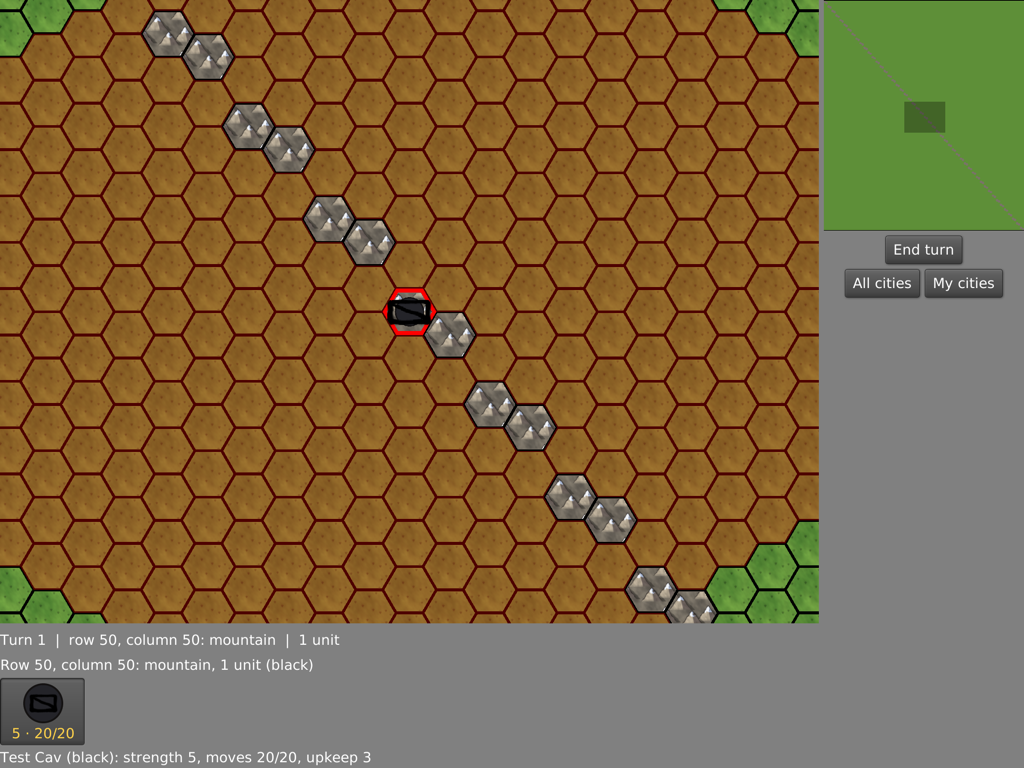 End turn
All cities
My cities
Turn 1 | row 50, column 50: mountain | 1 unit
Row 50, column 50: mountain, 1 unit (black)
5 · 20/20
Test Cav (black): strength 5, moves 20/20, upkeep 3